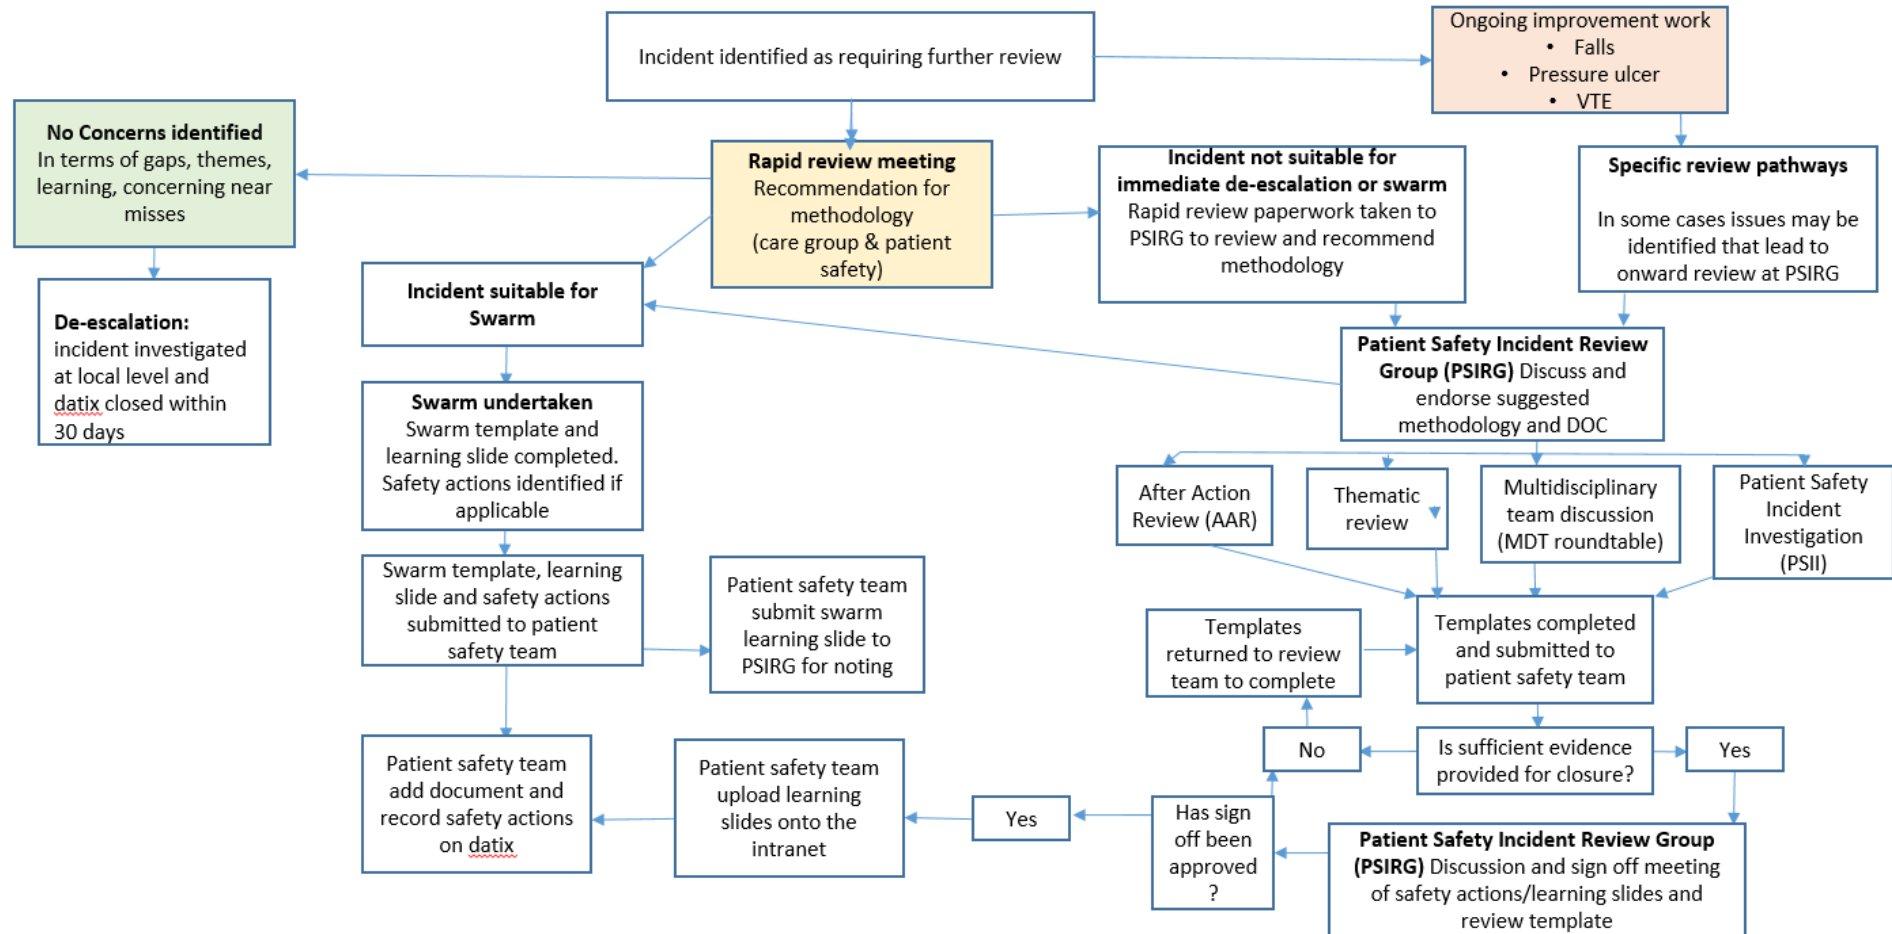 Incident identified as requiring further review
Ongoing improvement work
• Falls
• Pressure ulcer
• VTE
No Concerns identified
In terms of gaps, themes,
learning, concerning near
misses
Rapid review meeting
Recommendation for
methodology
(care group & patient
safety)
Incident not suitable for
immediate de-escalation or swarm
Rapid review paperwork taken to
PSIRG to review and recommend
methodology
Specific review pathways
In some cases issues may be
identified that lead to
onward review at PSIRG
De-escalation:
incident investigated
at local level and
datix closed within
30 days
Incident suitable for
Swarm
Patient Safety Incident Review
Group (PSIRG) Discuss and
endorse suggested
methodology and DOC
Swarm undertaken
Swarm template and
learning slide completed.
Safety actions identified if
applicable
After Action
Review (AAR)
Thematic
review
Multidisciplinary
team discussion
(MDT roundtable)
Patient Safety
Incident
Investigation
(PSII)
Swarm template, learning
slide and safety actions
submitted to patient
safety team
Patient safety team
submit swarm
learning slide to
PSIRG for noting
Templates
returned to review
team to complete
Templates completed
and submitted to
patient safety team
No
Is sufficient evidence
provided for closure?
Yes
Patient safety team
add document and
record safety actions
on datix
Patient safety team
upload learning
slides onto the
intranet
Yes
Has sign
off been
approved
?
Patient Safety Incident Review Group
(PSIRG) Discussion and sign off meeting
of safety actions/learning slides and
review template